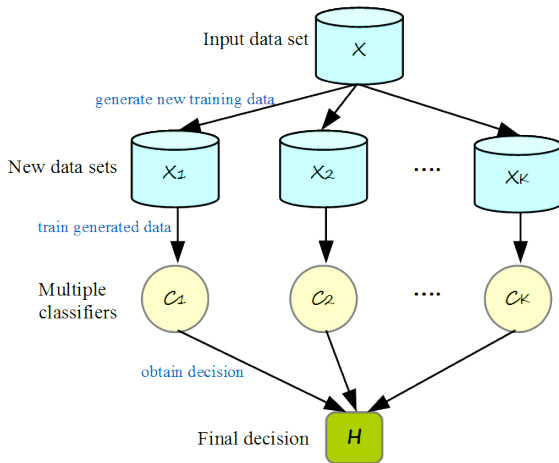 Input data set
X
generate new training data
New data sets
X1
X2
....
XK
train generated data
Multiple
classifiers
C1
C2
....
CK
obtain decision
Final decision
H